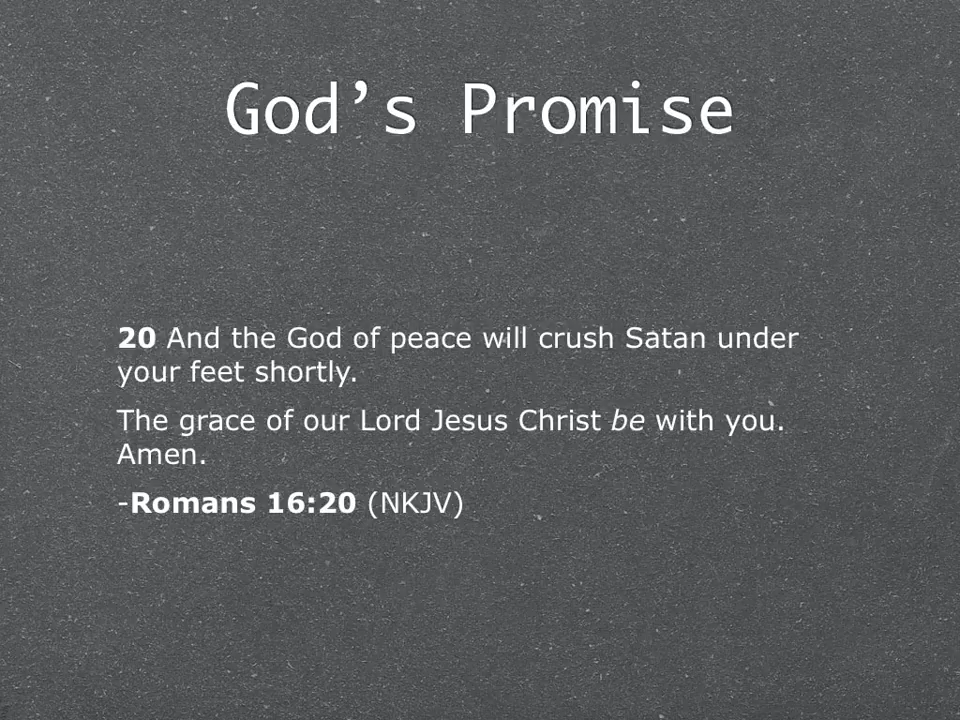 God’s Promise
20 And the God of peace will crush Satan under
your feet shortly.
The grace of our Lord Jesus Christ be with you.
Amen.
-Romans 16:20 (NKJV)